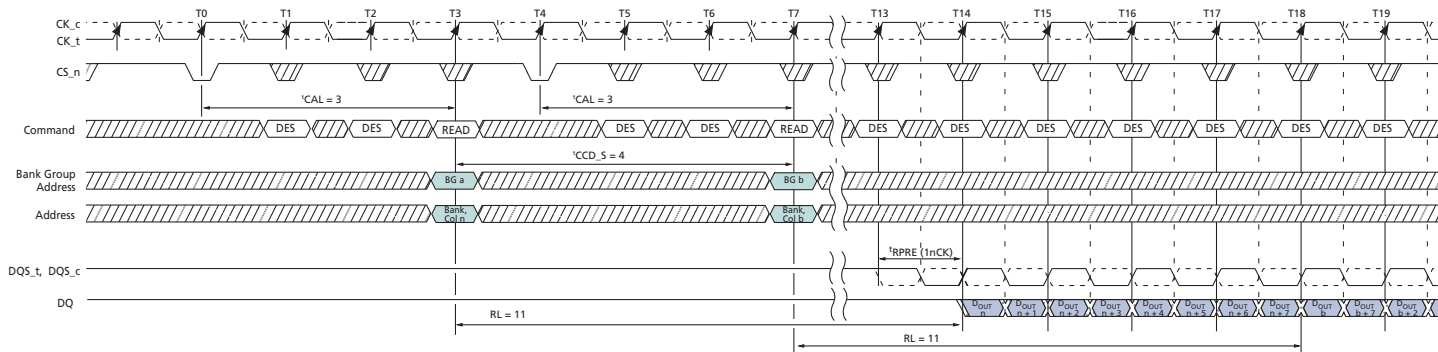 T0 T1 T2 T3 T4 T5 T6 T7 T13 T14 T15 T16 T17 T18 T19
CK_c
CK_t
CS_n
tCAL = 3 tCAL = 3
Command DES DES READ DES DES READ DES DES DES DES DES DES DES
tCCD_S = 4
Bank Group
Address BG a BG b
Address Bank, Col n Bank, Col b
tRPRE (1nCK)
DQS_t, DQS_c
DQ DOUT n DOUT n + 1 DOUT n + 2 DOUT n + 3 DOUT n + 4 DOUT n + 5 DOUT n + 6 DOUT n + 7 DOUT b DOUT b + 7 DOUT b + 2
RL = 11
RL = 11